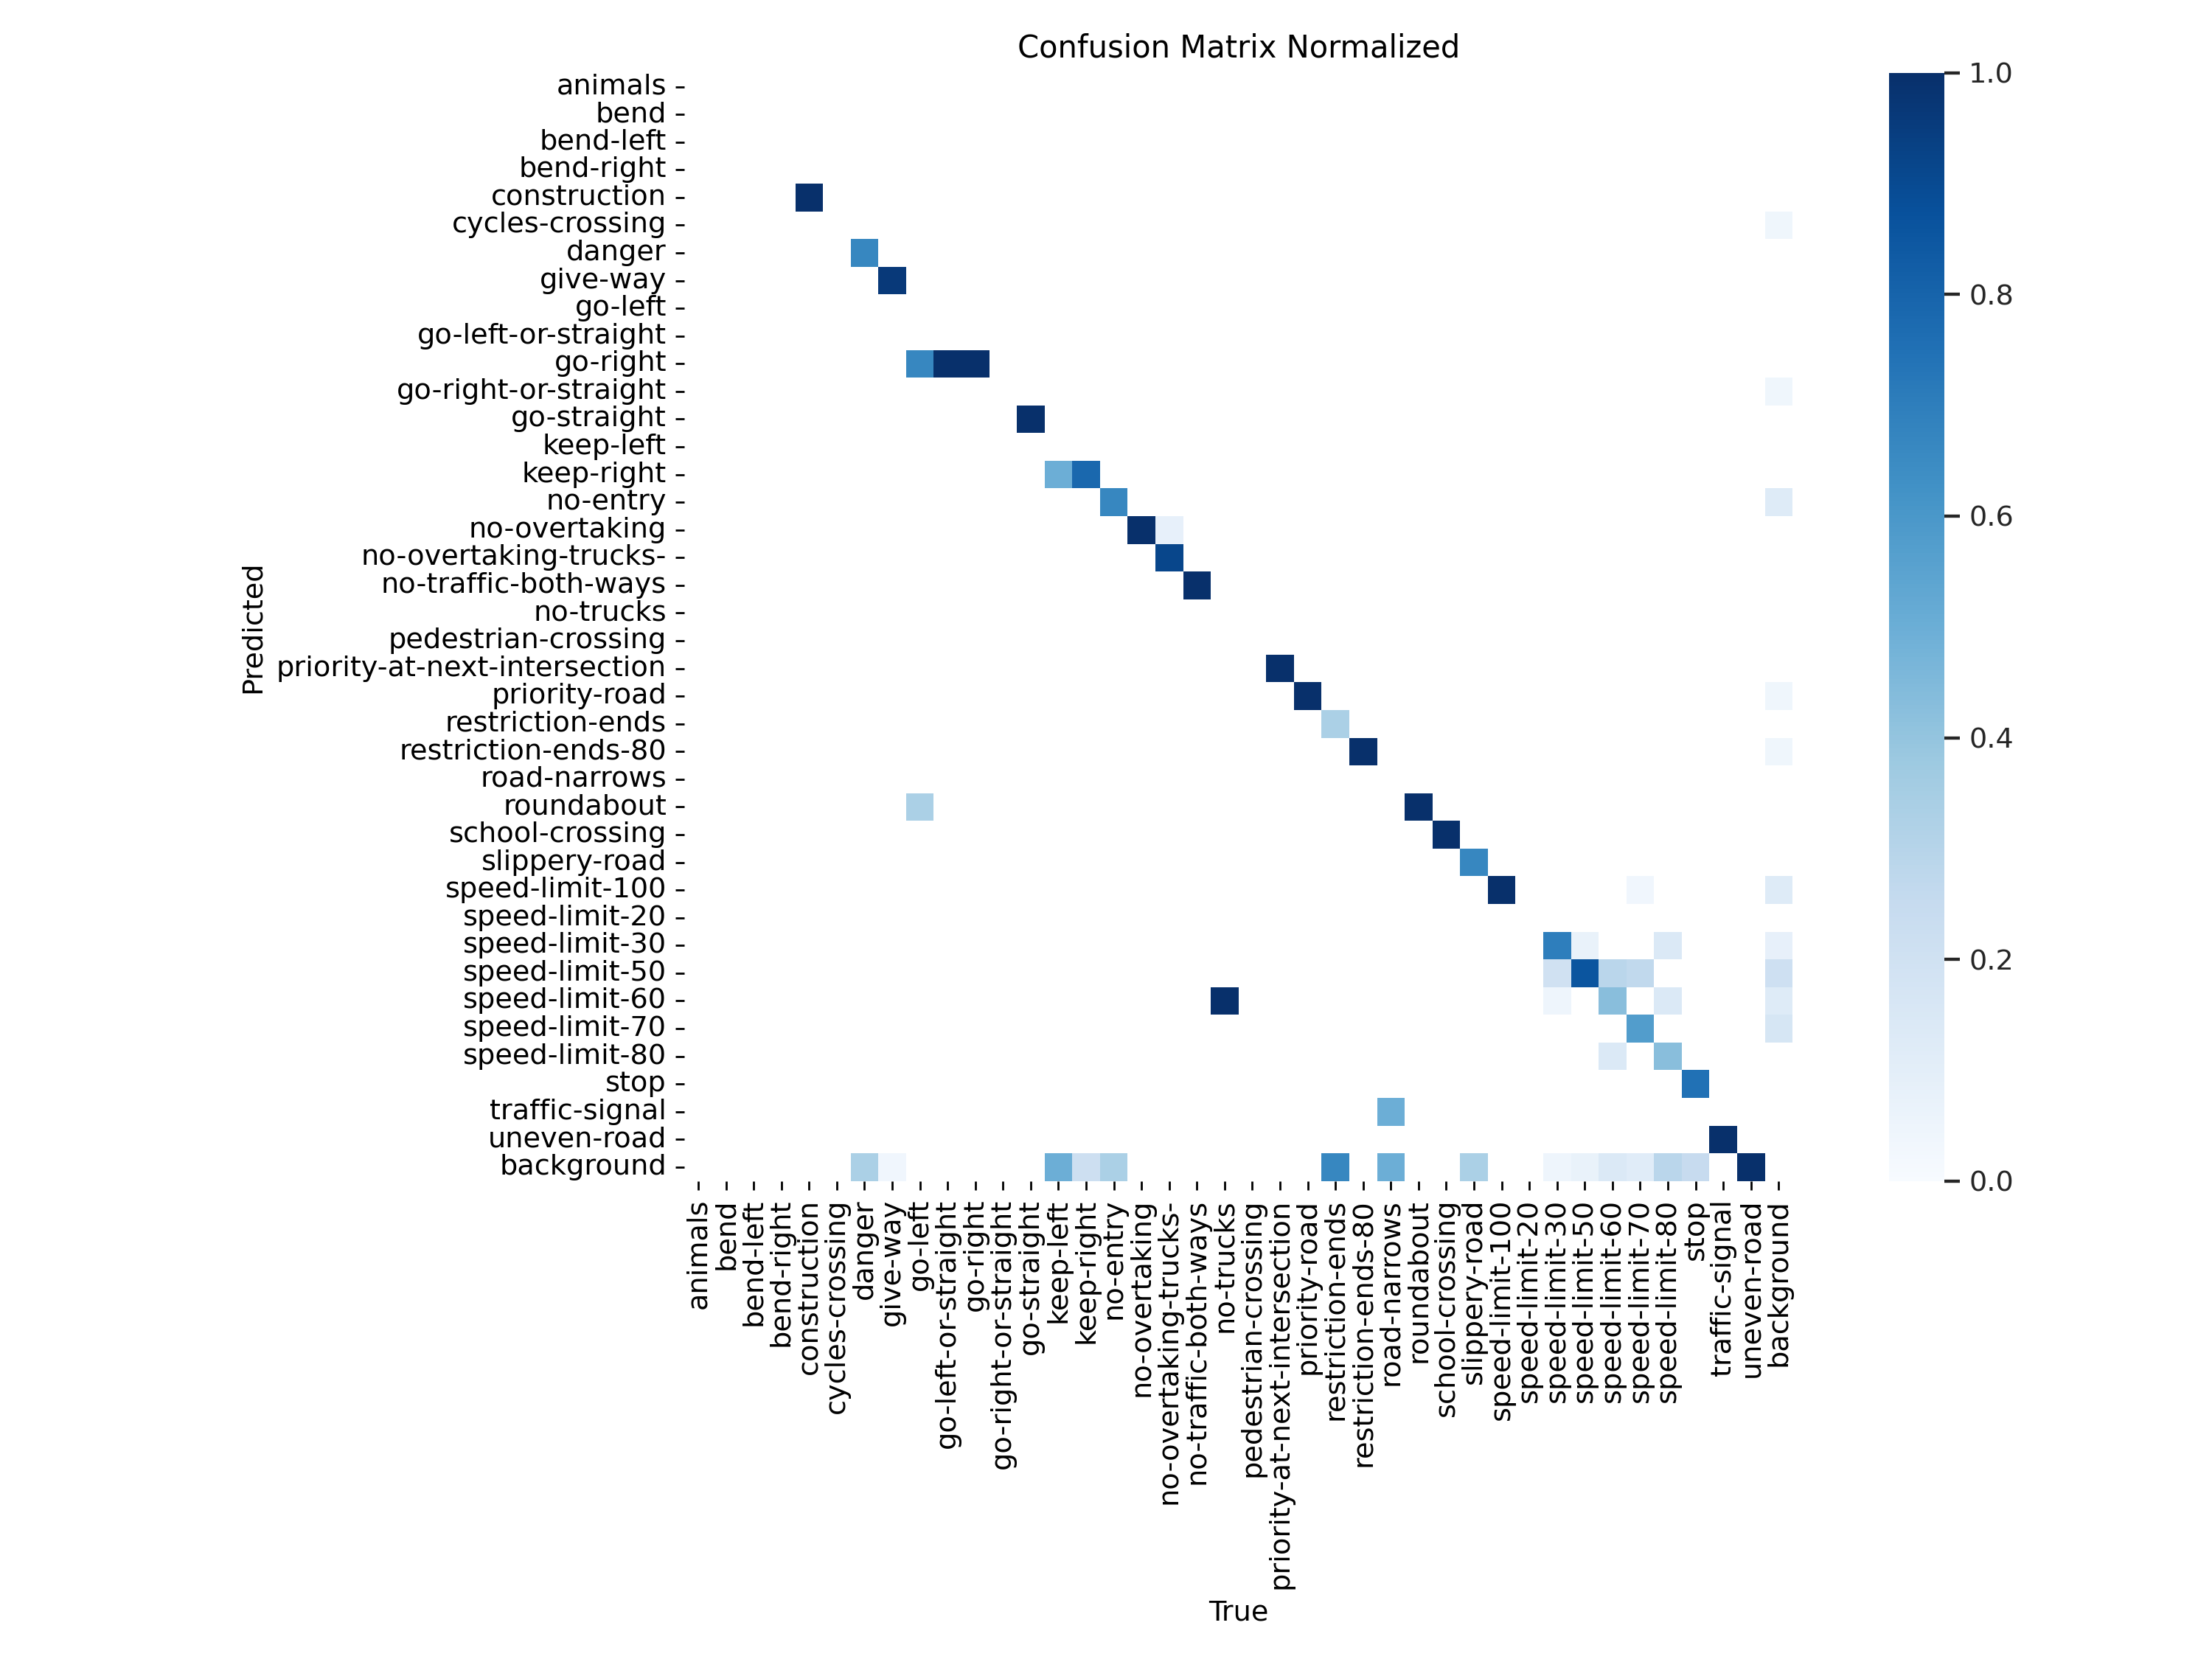 Confusion Matrix Normalized
animals
bend
bend-left
bend-right
construction
cycles-crossing
danger
give-way
go-left
go-left-or-straight
go-right
go-right-or-straight
go-straight
keep-left
keep-right
no-entry
no-overtaking
no-overtaking-trucks-
no-traffic-both-ways
no-trucks
pedestrian-crossing
priority-at-next-intersection
priority-road
restriction-ends
restriction-ends-80
road-narrows
roundabout
school-crossing
slippery-road
speed-limit-100
speed-limit-20
speed-limit-30
speed-limit-50
speed-limit-60
speed-limit-70
speed-limit-80
stop
traffic-signal
uneven-road
background
Predicted
animals
bend
bend-left
bend-right
construction
cycles-crossing
danger
give-way
go-left
go-left-or-straight
go-right
go-right-or-straight
go-straight
keep-left
keep-right
no-entry
no-overtaking
no-overtaking-trucks-
no-traffic-both-ways
no-trucks
pedestrian-crossing
priority-at-next-intersection
priority-road
restriction-ends
restriction-ends-80
road-narrows
roundabout
school-crossing
slippery-road
speed-limit-100
speed-limit-20
speed-limit-30
speed-limit-50
speed-limit-60
speed-limit-70
speed-limit-80
stop
traffic-signal
uneven-road
background
True
1.0
0.8
0.6
0.4
0.2
0.0